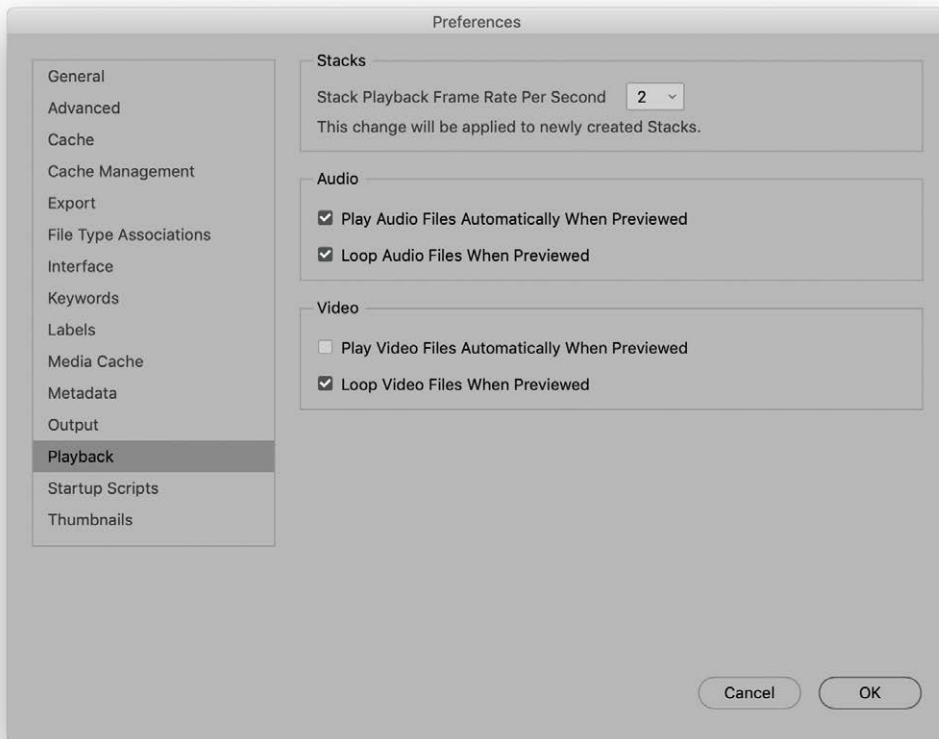 Preferences
General
Advanced
Cache
Cache Management
Export
File Type Associations
Interface
Keywords
Labels
Media Cache
Metadata
Output
Playback
Startup Scripts
Thumbnails
Stacks
Stack Playback Frame Rate Per Second 2
This change will be applied to newly created Stacks.
Audio
Play Audio Files Automatically When Previewed
Loop Audio Files When Previewed
Video
Play Video Files Automatically When Previewed
Loop Video Files When Previewed
Cancel OK